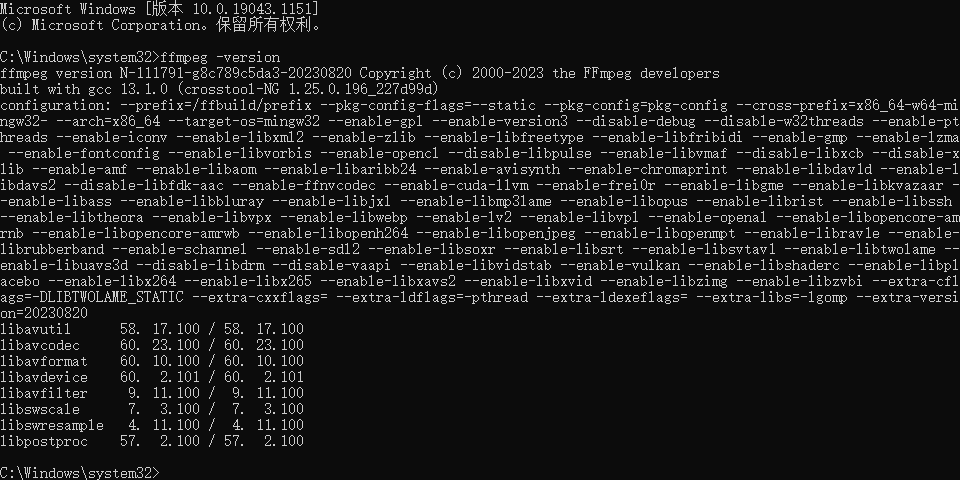 Microsoft Windows [版本 10.0.19043.1151]
(c) Microsoft Corporation。保留所有权利。
C:\Windows\system32>ffmpeg -version
ffmpeg version N-111791-g8c789c5da3-20230820 Copyright (c) 2000-2023 the FFmpeg developers
built with gcc 13.1.0 (crosstool-NG 1.25.0.196_227d99d)
configuration: --prefix=/ffbuild/prefix --pkg-config-flags=--static --pkg-config=pkg-config --cross-prefix=x86_64-w64-mi
ngw32- --arch=x86_64 --target-os=mingw32 --enable-gpl --enable-version3 --disable-debug --disable-w32threads --enable-pt
hreads --enable-iconv --enable-libxml2 --enable-zlib --enable-libfreetype --enable-libfribidi --enable-gmp --enable-lzma
 --enable-fontconfig --enable-libvorbis --enable-opencl --disable-libpulse --enable-libvmaf --disable-libxcb --disable-x
lib --enable-amf --enable-libaom --enable-libaribb24 --enable-avisynth --enable-chromaprint --enable-libdav1d --enable-l
ibdavs2 --disable-libfdk-aac --enable-ffnvcodec --enable-cuda-llvm --enable-frei0r --enable-libgme --enable-libkvazaar -
-enable-libass --enable-libbluray --enable-libjxl --enable-libmp3lame --enable-libopus --enable-librist --enable-libssh
--enable-libtheora --enable-libvpx --enable-libwebp --enable-lv2 --enable-libvpl --enable-openal --enable-libopencore-am
rnb --enable-libopencore-amrwb --enable-libopenh264 --enable-libopenjpeg --enable-libopenmpt --enable-librav1e --enable-
librubberband --enable-schannel --enable-sdl2 --enable-libsoxr --enable-libsrt --enable-libsvtav1 --enable-libtwolame --
enable-libuavs3d --disable-libdrm --disable-vaapi --enable-libvidstab --enable-vulkan --enable-libshaderc --enable-libpl
acebo --enable-libx264 --enable-libx265 --enable-libxavs2 --enable-libxvid --enable-libzimg --enable-libzvbi --extra-cfl
ags=-DLIBTWOLAME_STATIC --extra-cxxflags= --extra-ldflags=-pthread --extra-ldexeflags= --extra-libs=-lgomp --extra-versi
on=20230820
libavutil      58. 17.100 / 58. 17.100
libavcodec     60. 23.100 / 60. 23.100
libavformat    60. 10.100 / 60. 10.100
libavdevice    60.  2.101 / 60.  2.101
libavfilter     9. 11.100 /  9. 11.100
libswscale      7.  3.100 /  7.  3.100
libswresample   4. 11.100 /  4. 11.100
libpostproc    57.  2.100 / 57.  2.100
C:\Windows\system32>